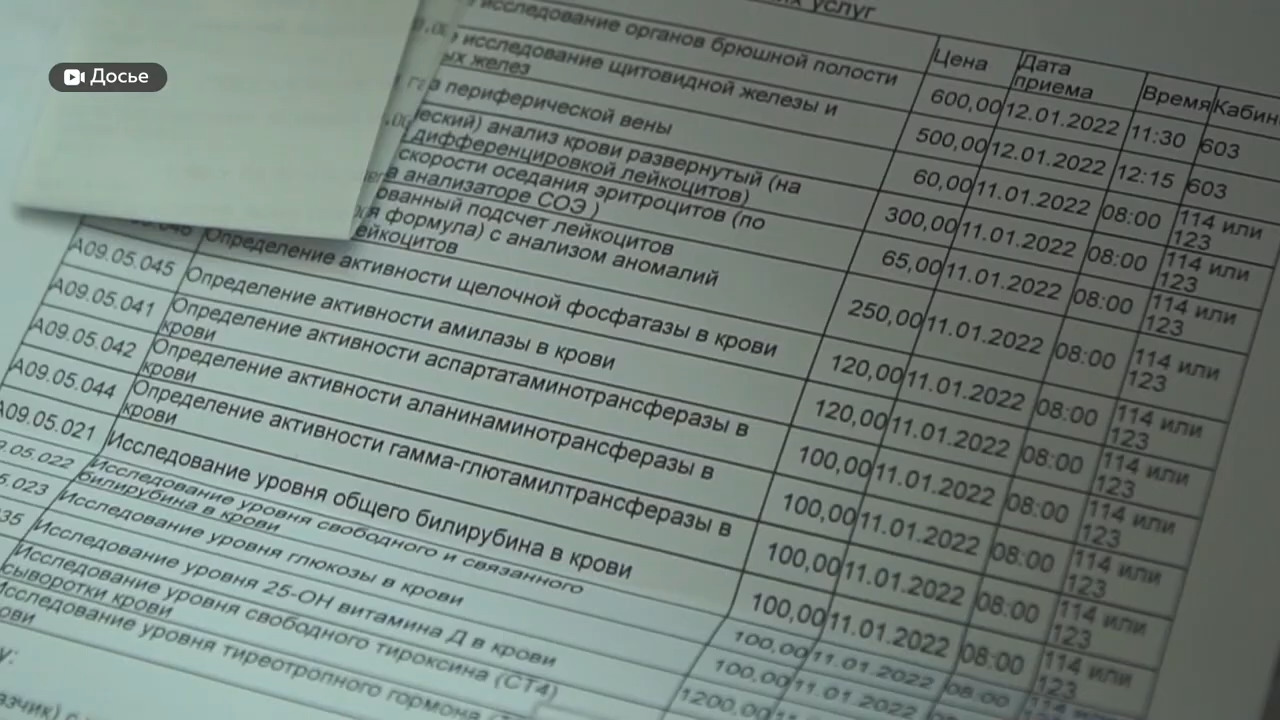 Досье
услуг
исследование органов брюшной полости
Цена
Дата
приема
Время
600,00 12.01.2022 11:30 603
исследование щитовидной железы и
желез
500,00 12.01.2022 12:15 603
периферической вены
60,00 11.01.2022 08:00 114 или
123
анализ крови развернутый (на
дифференцировкой лейкоцитов)
300,00 11.01.2022 08:00 114 или
123
скорости оседания эритроцитов (по
анализаторе СОЭ )
65,00 11.01.2022 08:00 114 или
123
подсчет лейкоцитов
формула) с анализом аномалий
лейкоцитов
250,00 11.01.2022 08:00 114 или
123
Определение активности щелочной фосфатазы в крови
120,00 11.01.2022 08:00 114 или
123
A09.05.045 Определение активности амилазы в крови
120,00 11.01.2022 08:00 114 или
123
A09.05.041 Определение активности аспартатаминотрансферазы в
крови
100,00 11.01.2022 08:00 114 или
123
A09.05.042 Определение активности аланинаминотрансферазы в
крови
100,00 11.01.2022 08:00 114 или
123
A09.05.044 Определение активности гамма-глютамилтрансферазы в
крови
100,00 11.01.2022 08:00 114 или
123
A09.05.021 Исследование уровня общего билирубина в крови
100,00 11.01.2022 08:00 114 или
123
Исследование уровня свободного и связанного
билирубина в крови
100,00 11.01.2022 08:00
Исследование уровня глюкозы в крови
100,00 11.01.2022 08:00
Исследование уровня 25-ОН витамина Д в крови
1200,00
Исследование уровня свободного тироксина (СТ4)
сыворотки крови
Исследование уровня тиреотропного гормона